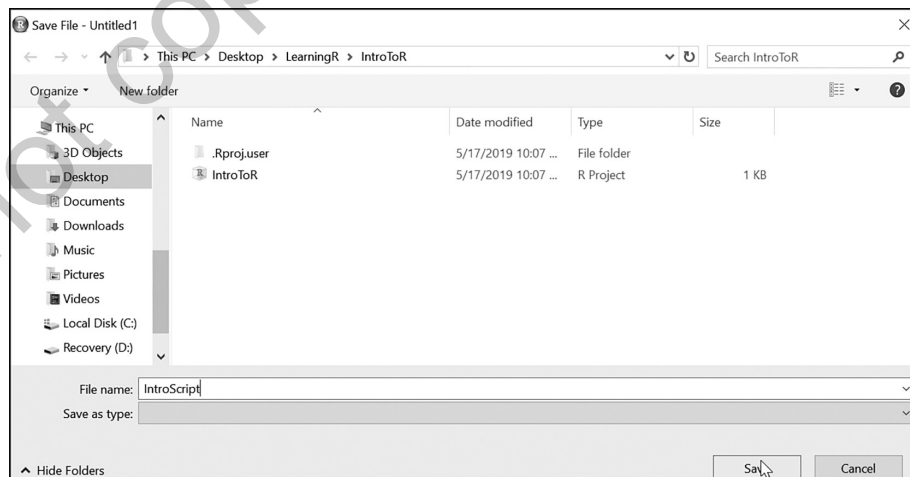 Save File - Untitled1
This PC > Desktop > LearningR > IntroToR
Search IntroToR
Organize
New folder
Name
Date modified
Type
Size
This PC
3D Objects
Desktop
Documents
Downloads
Music
Pictures
Videos
Local Disk (C:)
Recovery (D:)
.Rproj.user
5/17/2019 10:07 ...
File folder
IntroToR
5/17/2019 10:07 ...
R Project
1 KB
File name: IntroScript
Save as type:
Hide Folders
Save
Cancel
not copy